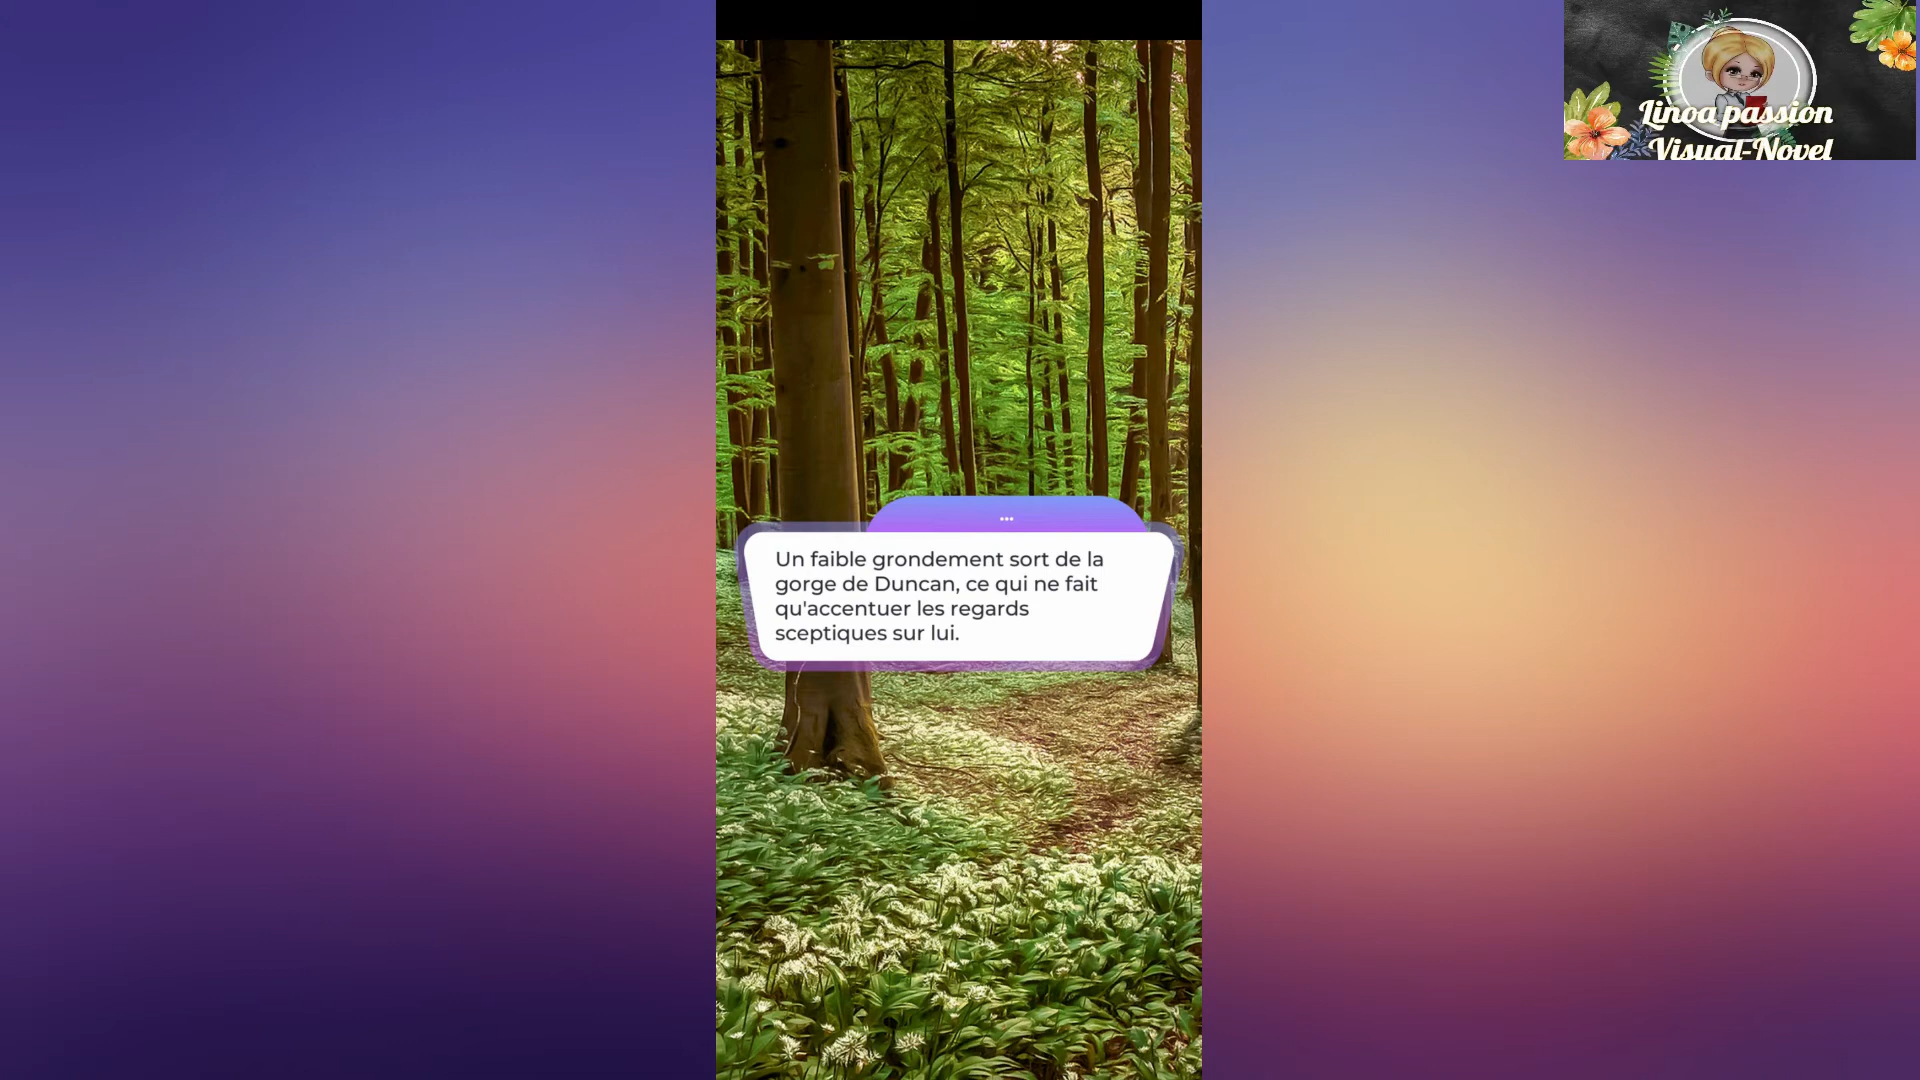 Linoa passion
Visual-Novel
...
Un faible grondement sort de la
gorge de Duncan, ce qui ne fait
qu'accentuer les regards
sceptiques sur lui.